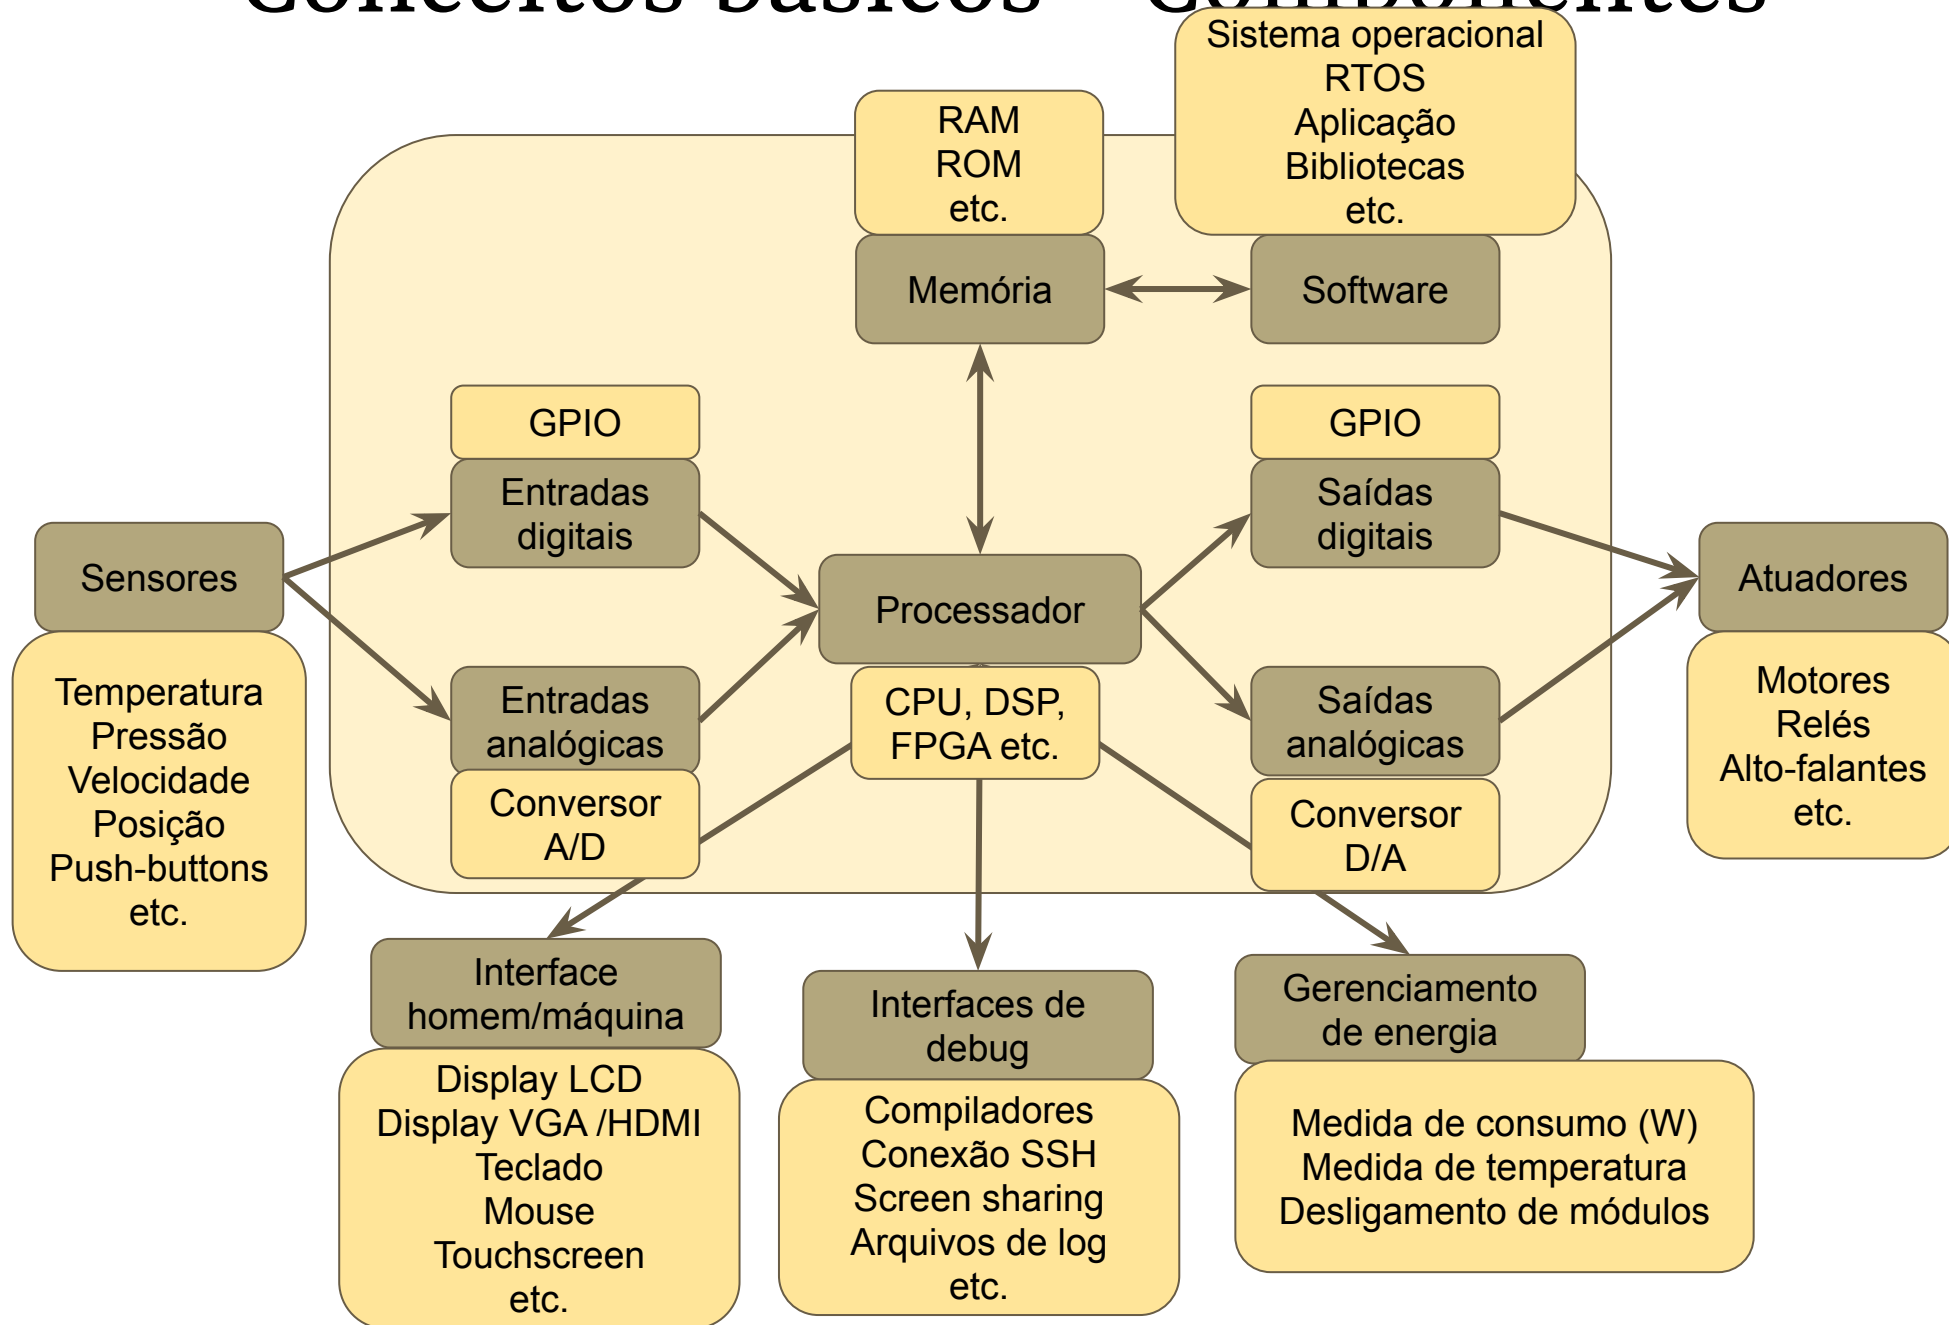 Conceitos básicos – Componentes
Sistema operacional
RTOS
Aplicação
Bibliotecas
etc.
RAM
ROM
etc.
Memória
Software
GPIO
Entradas
digitais
GPIO
Saídas
digitais
Sensores
Temperatura
Pressão
Velocidade
Posição
Push-buttons
etc.
Processador
CPU, DSP,
FPGA etc.
Atuadores
Motores
Relés
Alto-falantes
etc.
Entradas
analógicas
Conversor
A/D
Saídas
analógicas
Conversor
D/A
Interface
homem/máquina
Display LCD
Display VGA /HDMI
Teclado
Mouse
Touchscreen
etc.
Interfaces de
debug
Compiladores
Conexão SSH
Screen sharing
Arquivos de log
etc.
Gerenciamento
de energia
Medida de consumo (W)
Medida de temperatura
Desligamento de módulos